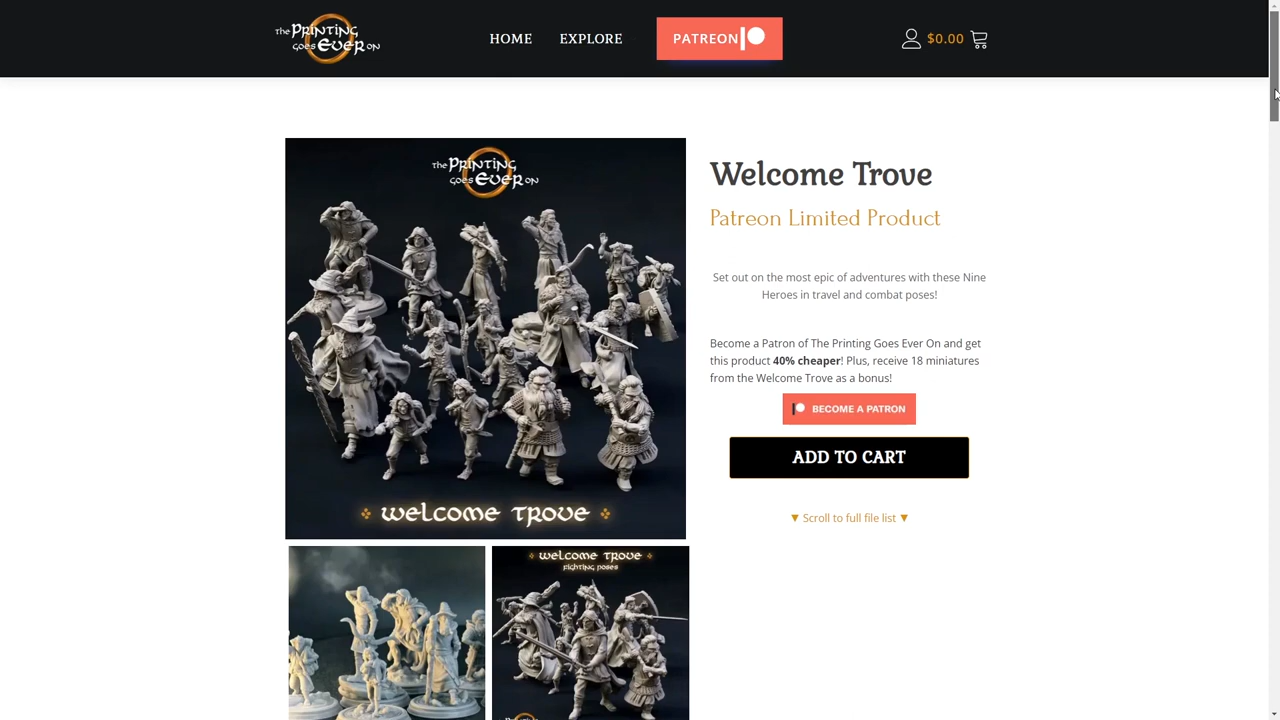 the PRINTING
goes EVER on
HOME
EXPLORE
PATREON
$0.00
the PRINTING
goes EVER on
welcome trove
welcome trove
fighting poses
Welcome Trove
Patreon Limited Product
Set out on the most epic of adventures with these Nine
Heroes in travel and combat poses!
Become a Patron of The Printing Goes Ever On and get
this product 40% cheaper! Plus, receive 18 miniatures
from the Welcome Trove as a bonus!
BECOME A PATRON
ADD TO CART
▼ Scroll to full file list ▼